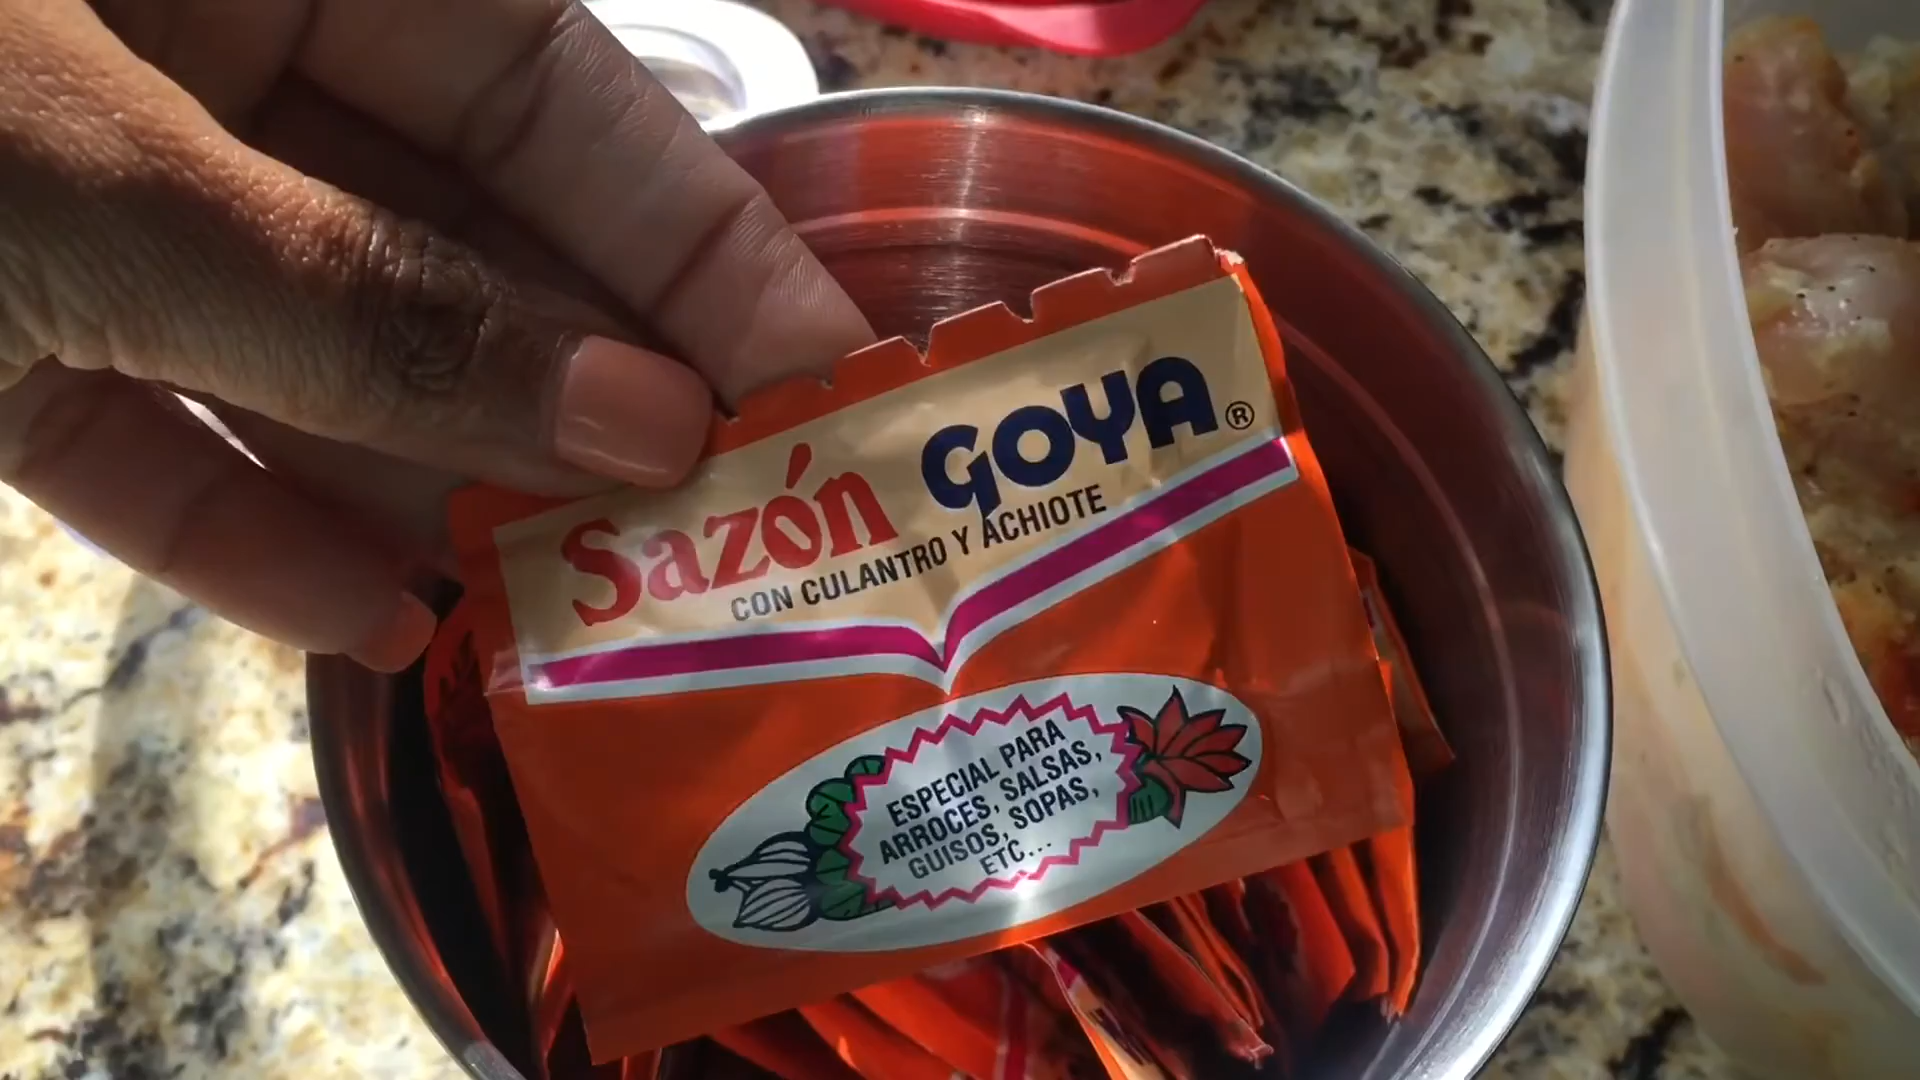 Sazón GOYA®
CON CULANTRO Y ACHIOTE
ESPECIAL PARA
ARROCES, SALSAS,
GUISOS, SOPAS,
ETC...